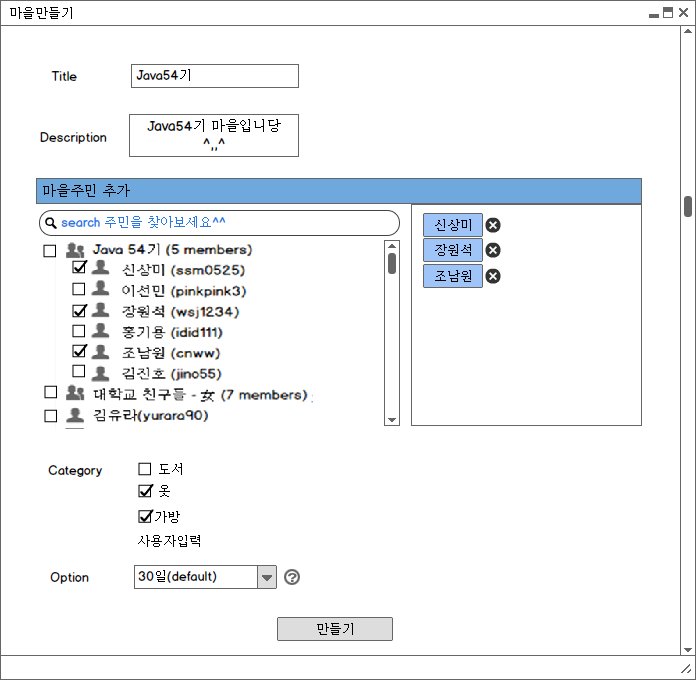 마을만들기
Title
Java54기
Description
Java54기 마을입니당
^,,^
마을주민 추가
search 주민을 찾아보세요^^
Java 54기 (5 members)
신상미 (ssm0525)
이선민 (pinkpink3)
장원석 (wsj1234)
홍기용 (idid111)
조남원 (cnww)
김진호 (jino55)
대학교 친구들 - 女 (7 members)
김유라(yurara90)
신상미
장원석
조남원
Category
도서
옷
가방
사용자입력
Option
30일(default)
만들기